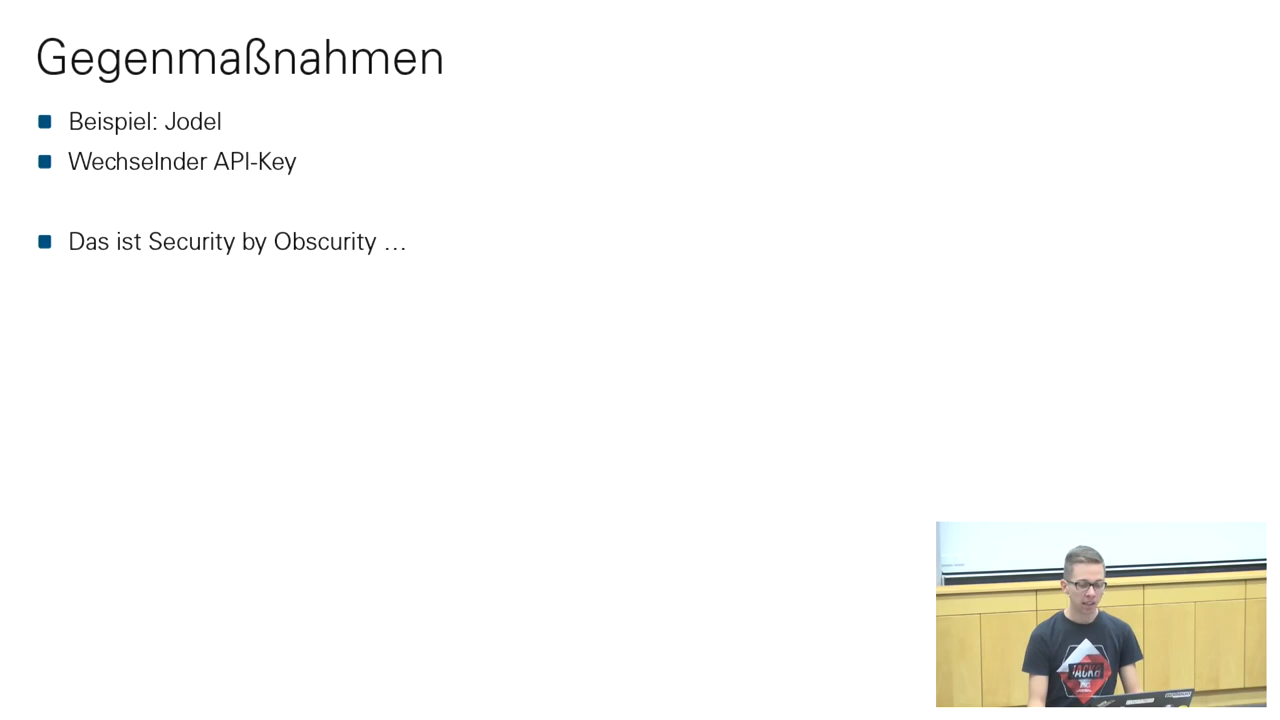 Gegenmaßnahmen
Beispiel: Jodel
Wechselnder API-Key
Das ist Security by Obscurity …